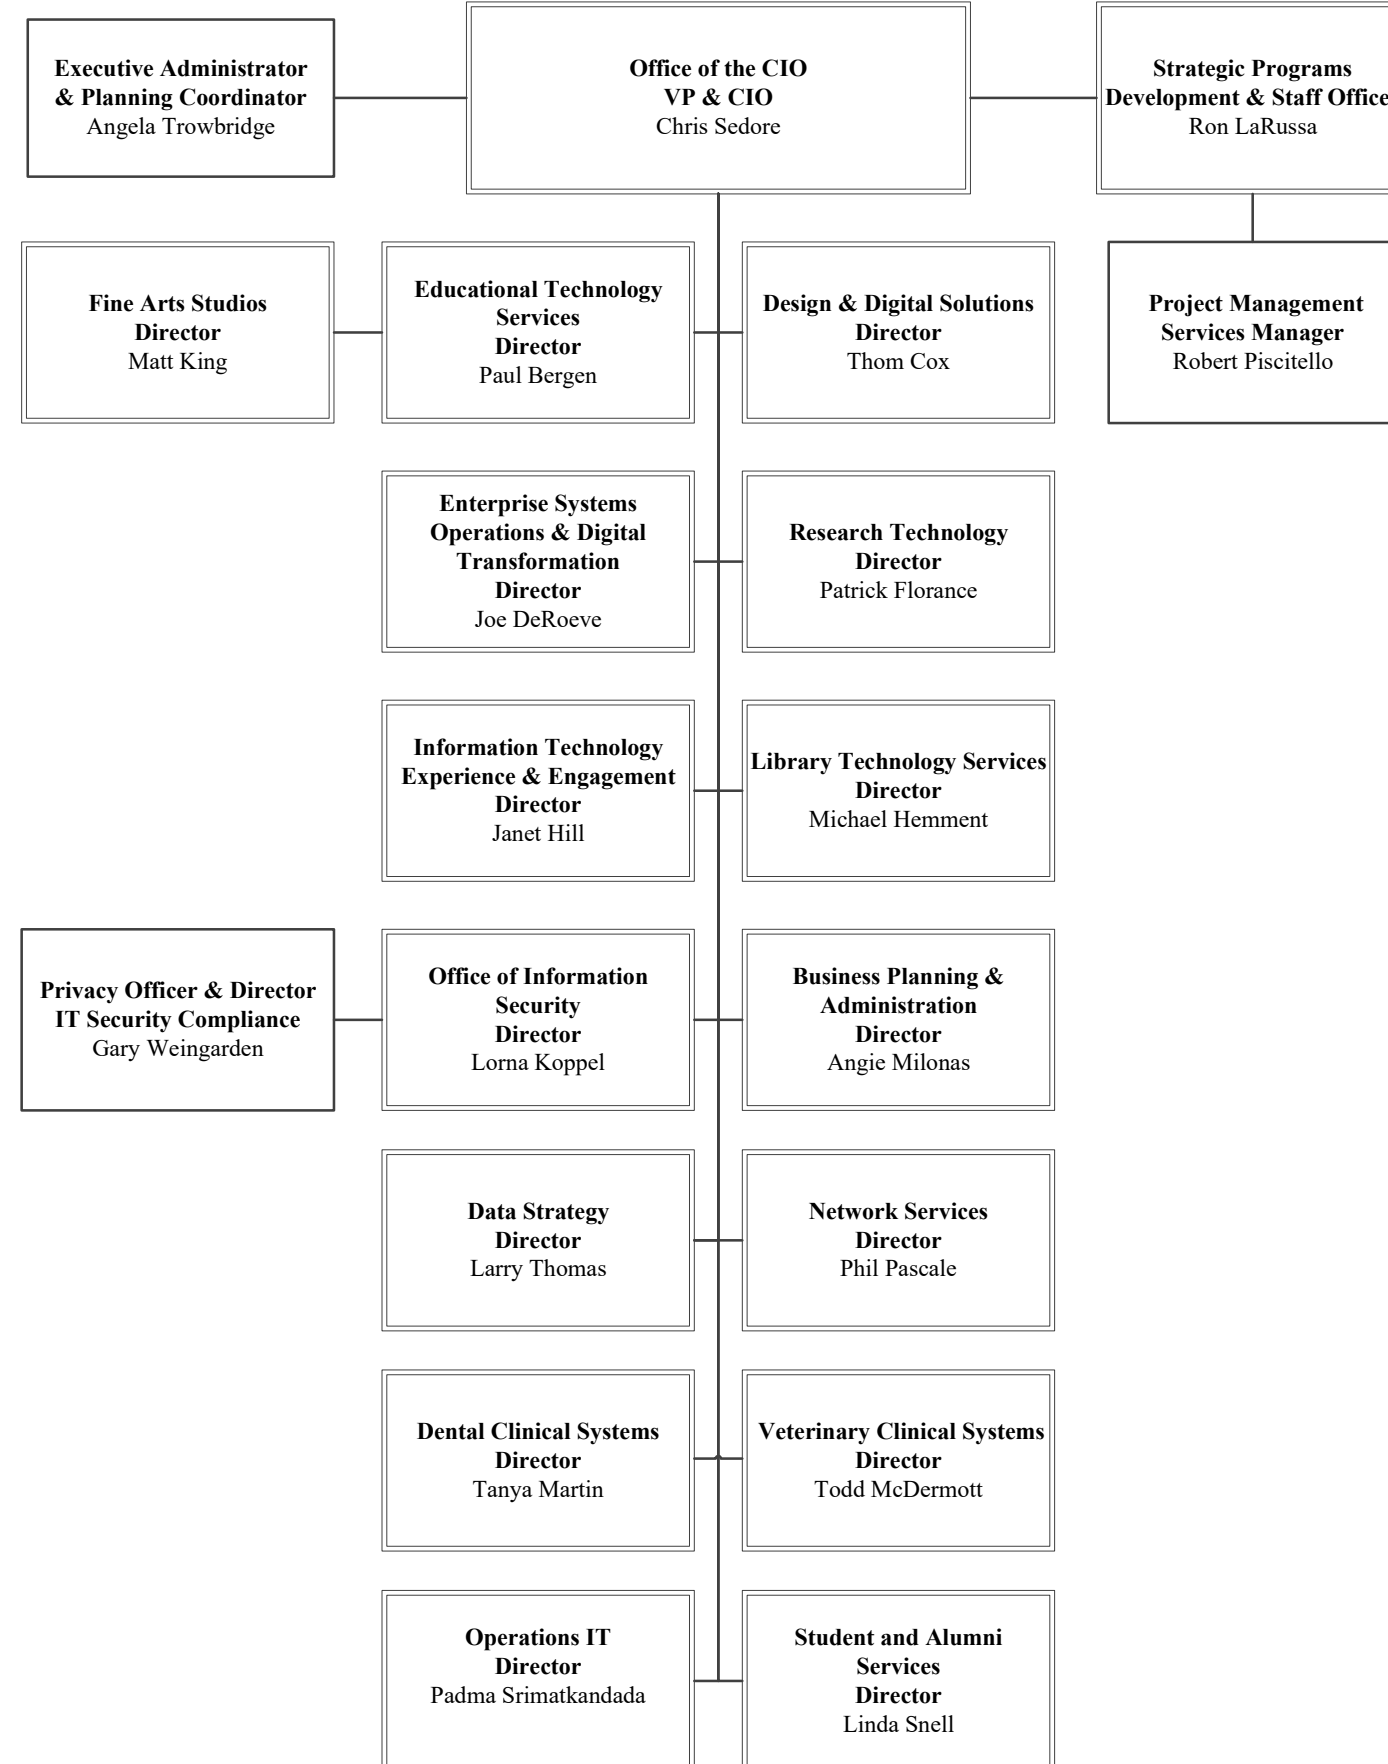 Executive Administrator
& Planning Coordinator
Angela Trowbridge
Office of the CIO
VP & CIO
Chris Sedore
Strategic Programs
Development & Staff Office
Ron LaRussa
Fine Arts Studios
Director
Matt King
Educational Technology
Services
Director
Paul Bergen
Design & Digital Solutions
Director
Thom Cox
Project Management
Services Manager
Robert Piscitello
Enterprise Systems
Operations & Digital
Transformation
Director
Joe DeRoeve
Research Technology
Director
Patrick Florance
Information Technology
Experience & Engagement
Director
Janet Hill
Library Technology Services
Director
Michael Hemment
Privacy Officer & Director
IT Security Compliance
Gary Weingarden
Office of Information
Security
Director
Lorna Koppel
Business Planning &
Administration
Director
Angie Milonas
Data Strategy
Director
Larry Thomas
Network Services
Director
Phil Pascale
Dental Clinical Systems
Director
Tanya Martin
Veterinary Clinical Systems
Director
Todd McDermott
Operations IT
Director
Padma Srimatkandada
Student and Alumni
Services
Director
Linda Snell